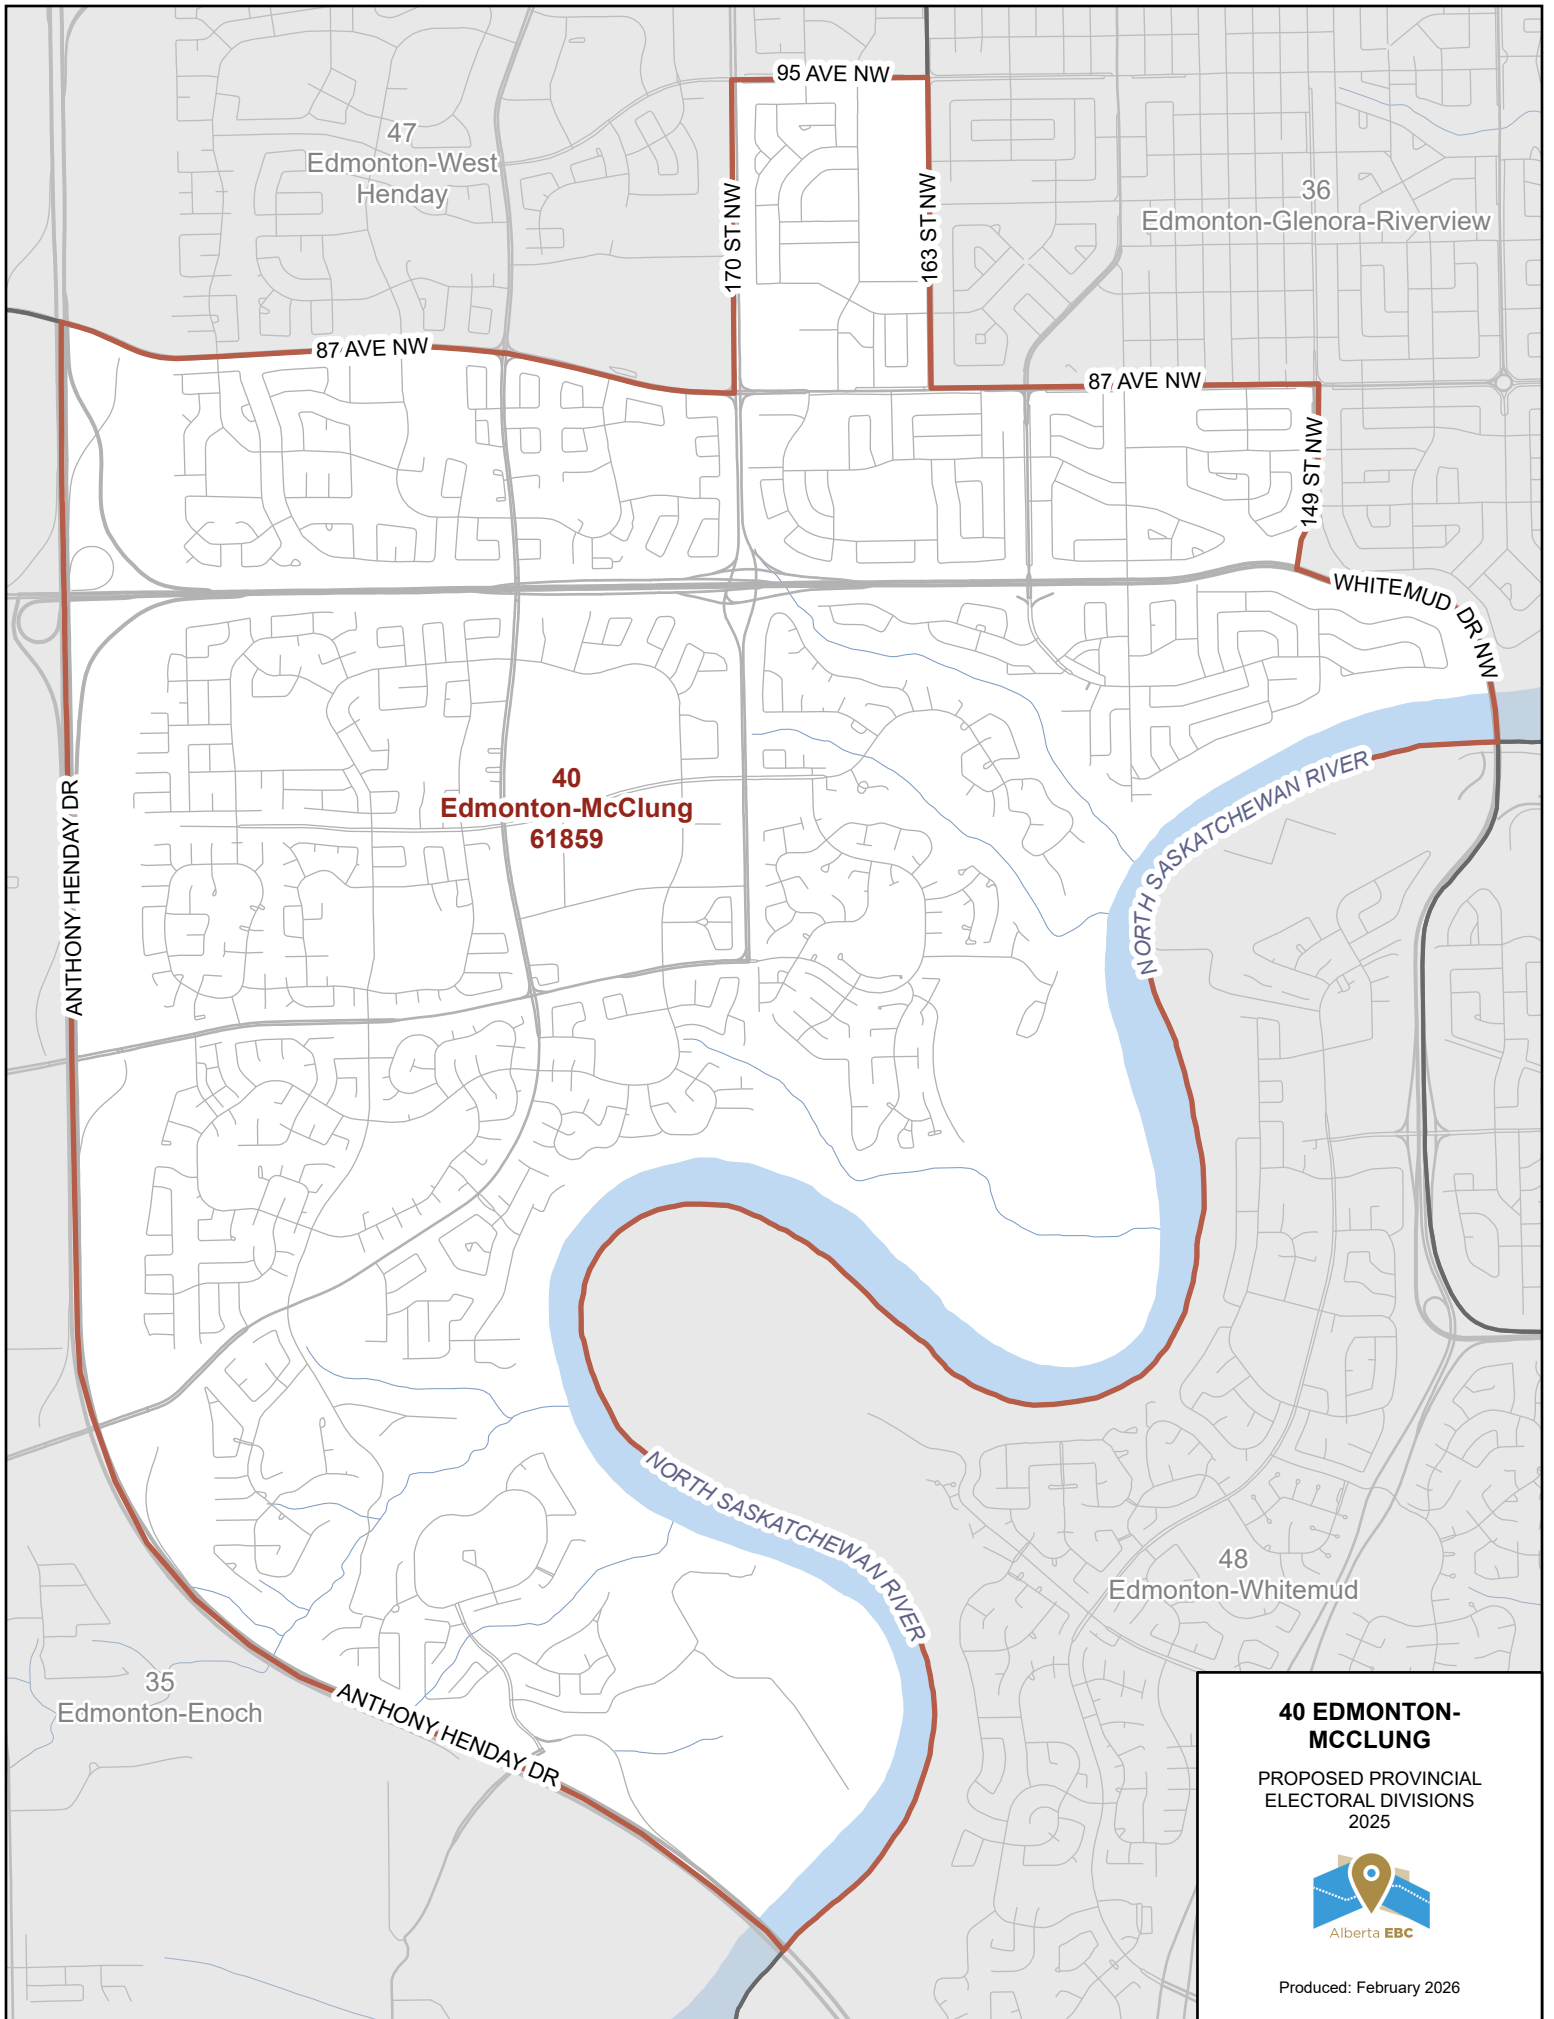 95 AVE NW
47
Edmonton-West
Henday
170 ST NW
163 ST NW
36
Edmonton-Glenora-Riverview
87 AVE NW
87 AVE NW
149 ST NW
WHITEMUD DR NW
ANTHONY HENDAY DR
40
Edmonton-McClung
61859
NORTH SASKATCHEWAN RIVER
NORTH SASKATCHEWAN RIVER
48
Edmonton-Whitemud
35
Edmonton-Enoch
ANTHONY HENDAY DR
40 EDMONTON-
MCCLUNG
PROPOSED PROVINCIAL
ELECTORAL DIVISIONS
2025
Alberta EBC
Produced: February 2026